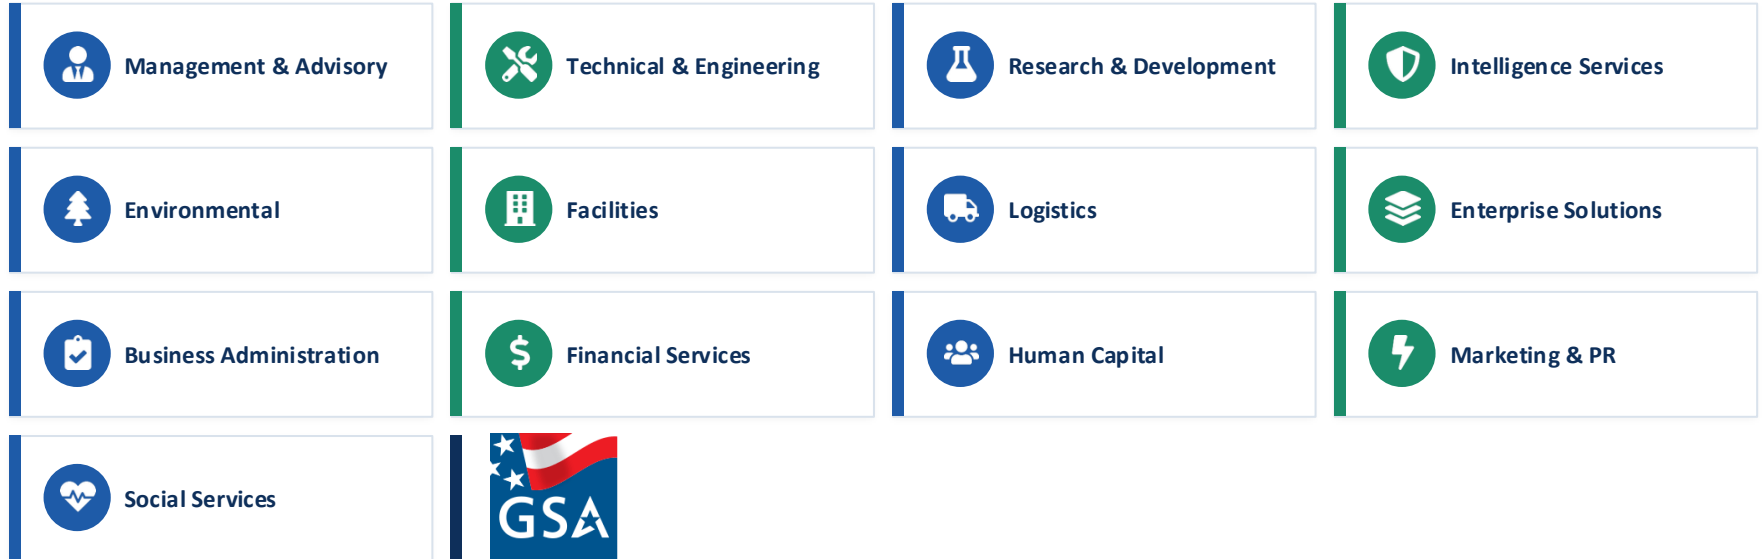 Management & Advisory
Technical & Engineering
Research & Development
Intelligence Services
Environmental
Facilities
Logistics
Enterprise Solutions
Business Administration
Financial Services
Human Capital
Marketing & PR
Social Services
GSA